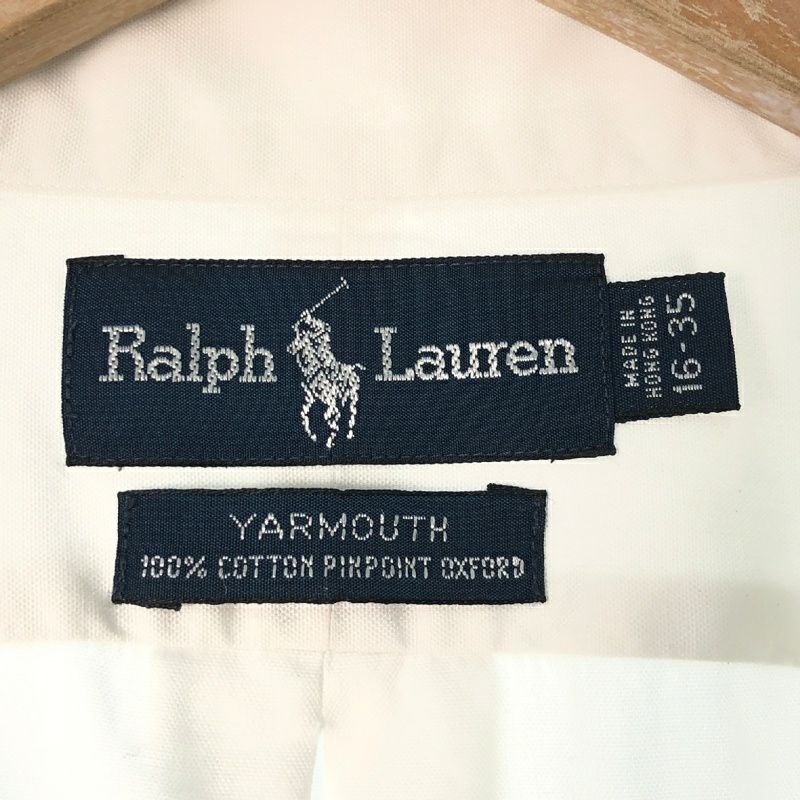 Ralph Lauren
MADE IN
HONG KONG
16-35
YARMOUTH
100% COTTON PINPOINT OXFORD